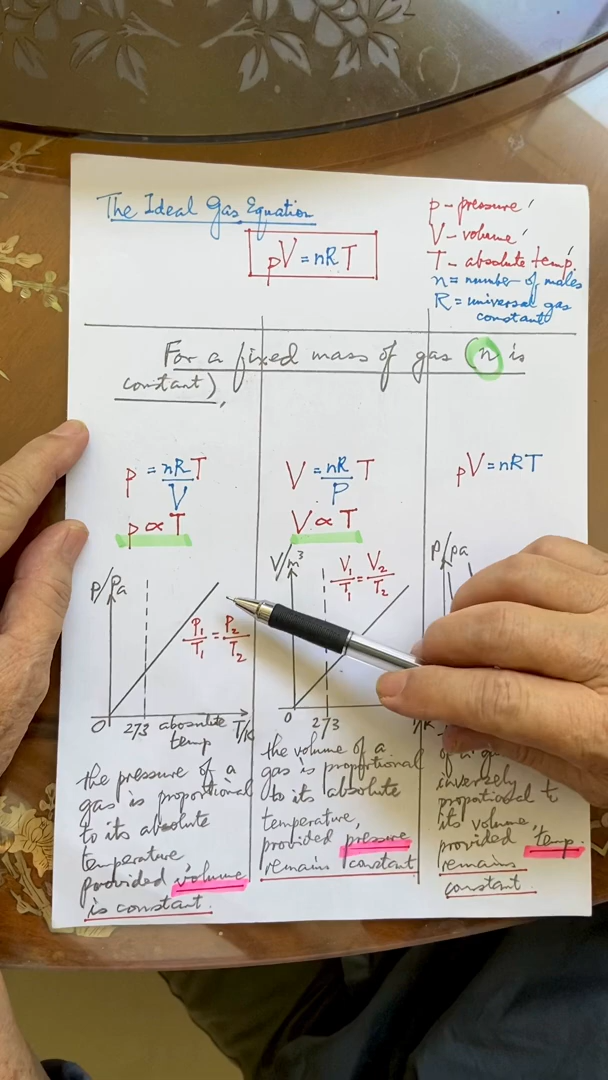 The Ideal Gas Equation
pV = nRT
p - pressure
V - volume
T - absolute temp.
n = number of moles
R = universal gas
constant
For a fixed mass of gas (n is
constant),
p = nR/V T
p ∝ T
P/Pa
P1/T1 = P2/T2
0 273 absolute T/K
temp
the pressure of a
gas is proportional
to its absolute
temperature
provided volume
is constant.
V = nR/P T
V ∝ T
V/m³
V1/T1 = V2/T2
0 273
the volume of a
gas is proportional
to its absolute
temperature,
provided pressure
remains constant
pV = nRT
P/Pa
T/K
of a
inversely
its volume,
provided temp.
remains
constant.